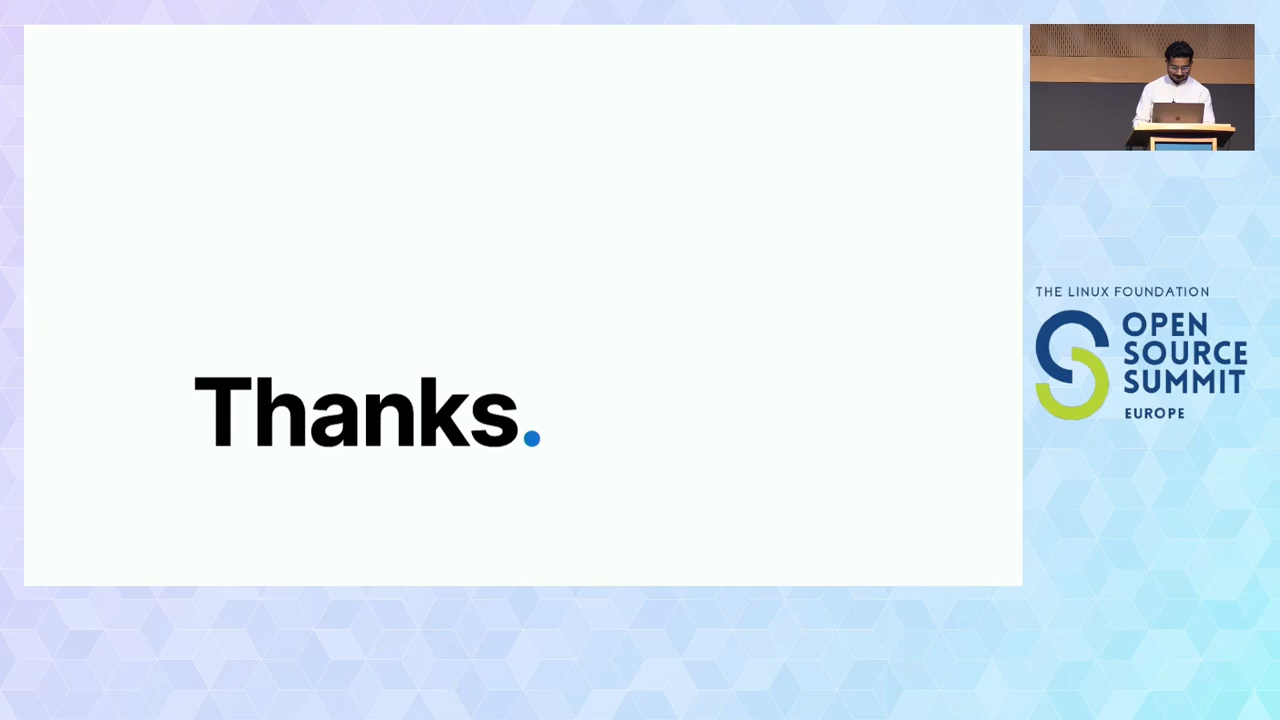 Thanks.
THE LINUX FOUNDATION
OPEN
SOURCE
SUMMIT
EUROPE